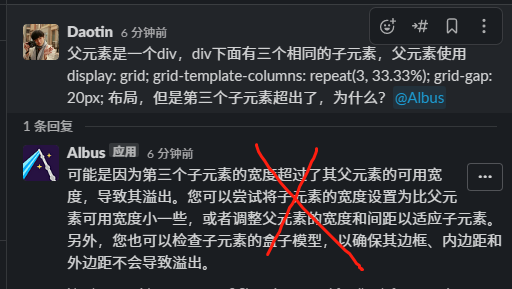 Daotin 6 分钟前
父元素是一个div，div下面有三个相同的子元素，父元素使用
display: grid; grid-template-columns: repeat(3, 33.33%); grid-gap:
20px; 布局，但是第三个子元素超出了，为什么？ @Albus
1 条回复
Albus 应用 6 分钟前
可能是因为第三个子元素的宽度超过了其父元素的可用宽
度，导致其溢出。您可以尝试将子元素的宽度设置为比父元
素可用宽度小一些，或者调整父元素的宽度和间距以适应子元素。
另外，您也可以检查子元素的盒子模型，以确保其边框、内边距和
外边距不会导致溢出。